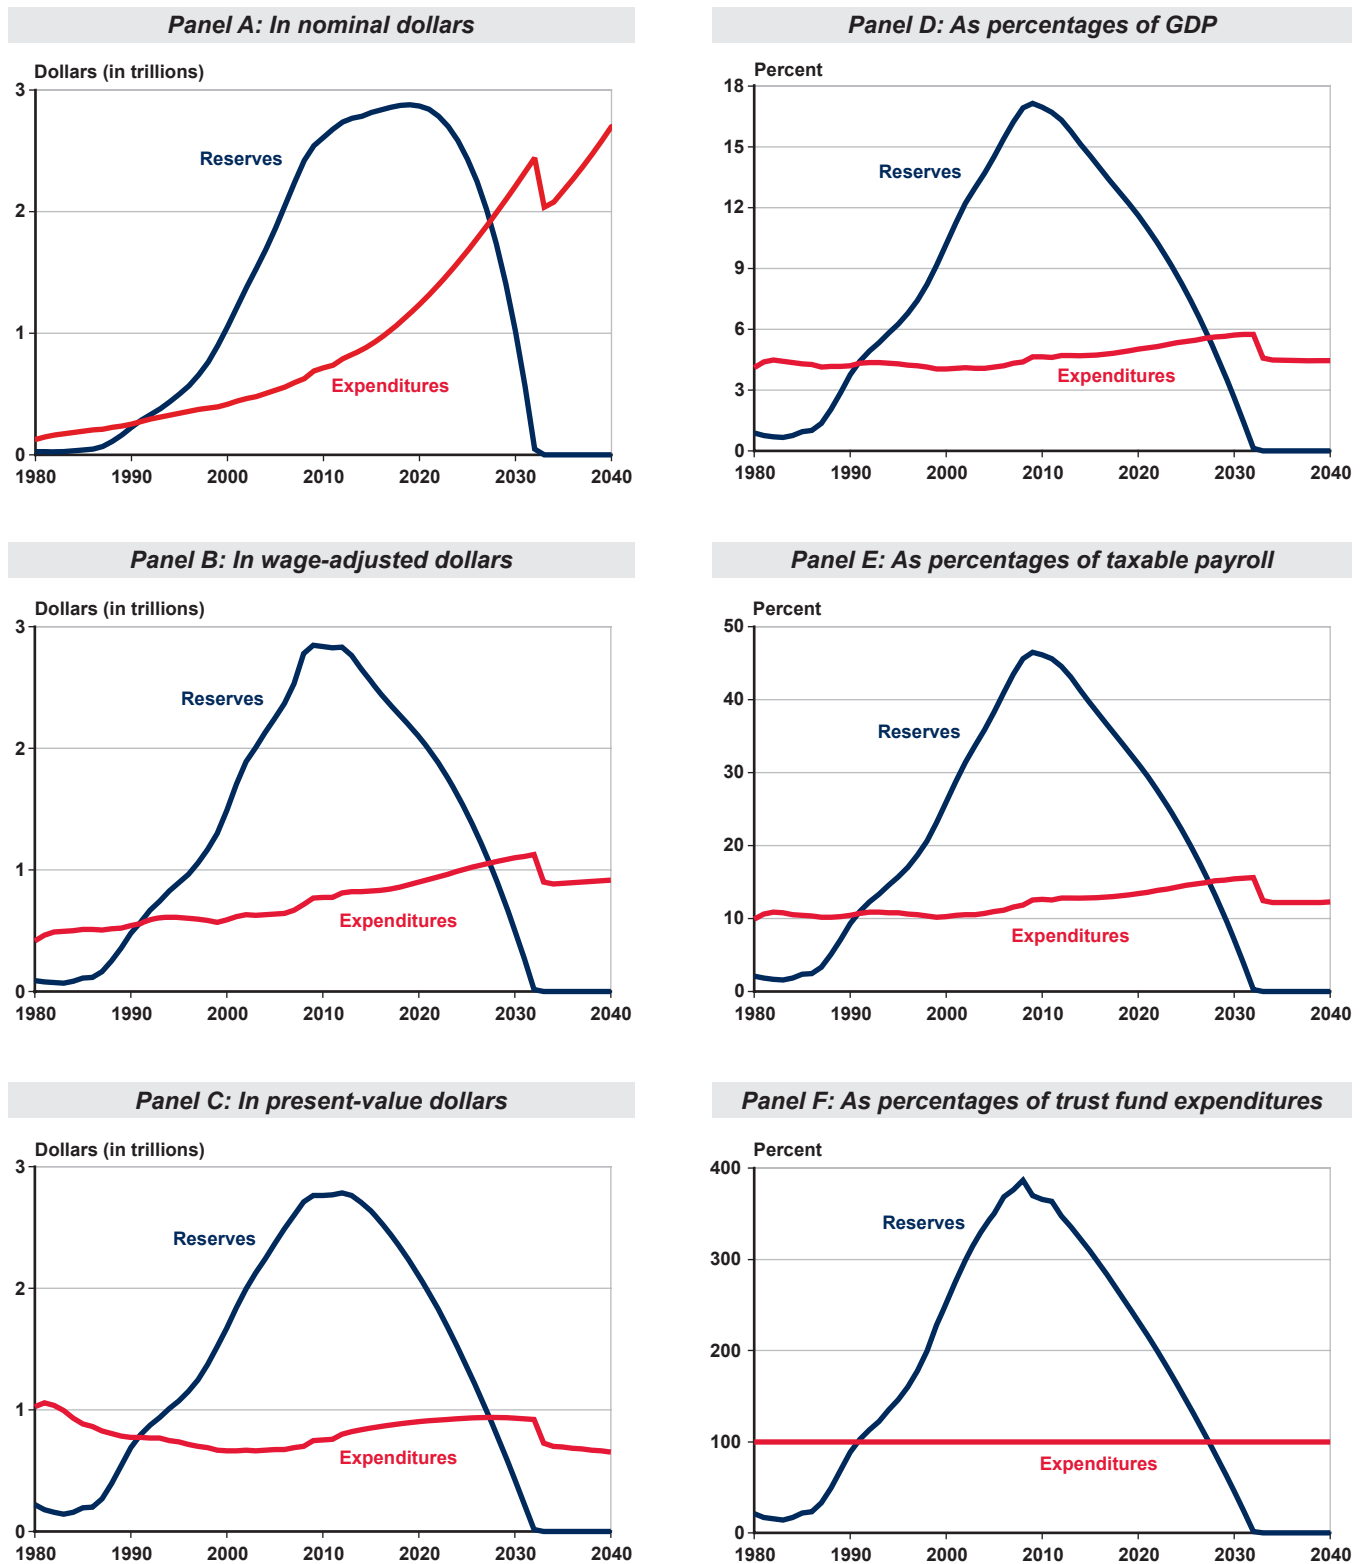 Panel A: In nominal dollars
Dollars (in trillions)
3
2
1
0
Reserves
Expenditures
1980 1990 2000 2010 2020 2030 2040
Panel B: In wage-adjusted dollars
Dollars (in trillions)
3
2
1
0
Reserves
Expenditures
1980 1990 2000 2010 2020 2030 2040
Panel C: In present-value dollars
Dollars (in trillions)
3
2
1
0
Reserves
Expenditures
1980 1990 2000 2010 2020 2030 2040
Panel D: As percentages of GDP
Percent
18
15
12
9
6
3
0
Reserves
Expenditures
1980 1990 2000 2010 2020 2030 2040
Panel E: As percentages of taxable payroll
Percent
50
40
30
20
10
0
Reserves
Expenditures
1980 1990 2000 2010 2020 2030 2040
Panel F: As percentages of trust fund expenditures
Percent
400
300
200
100
0
Reserves
Expenditures
1980 1990 2000 2010 2020 2030 2040